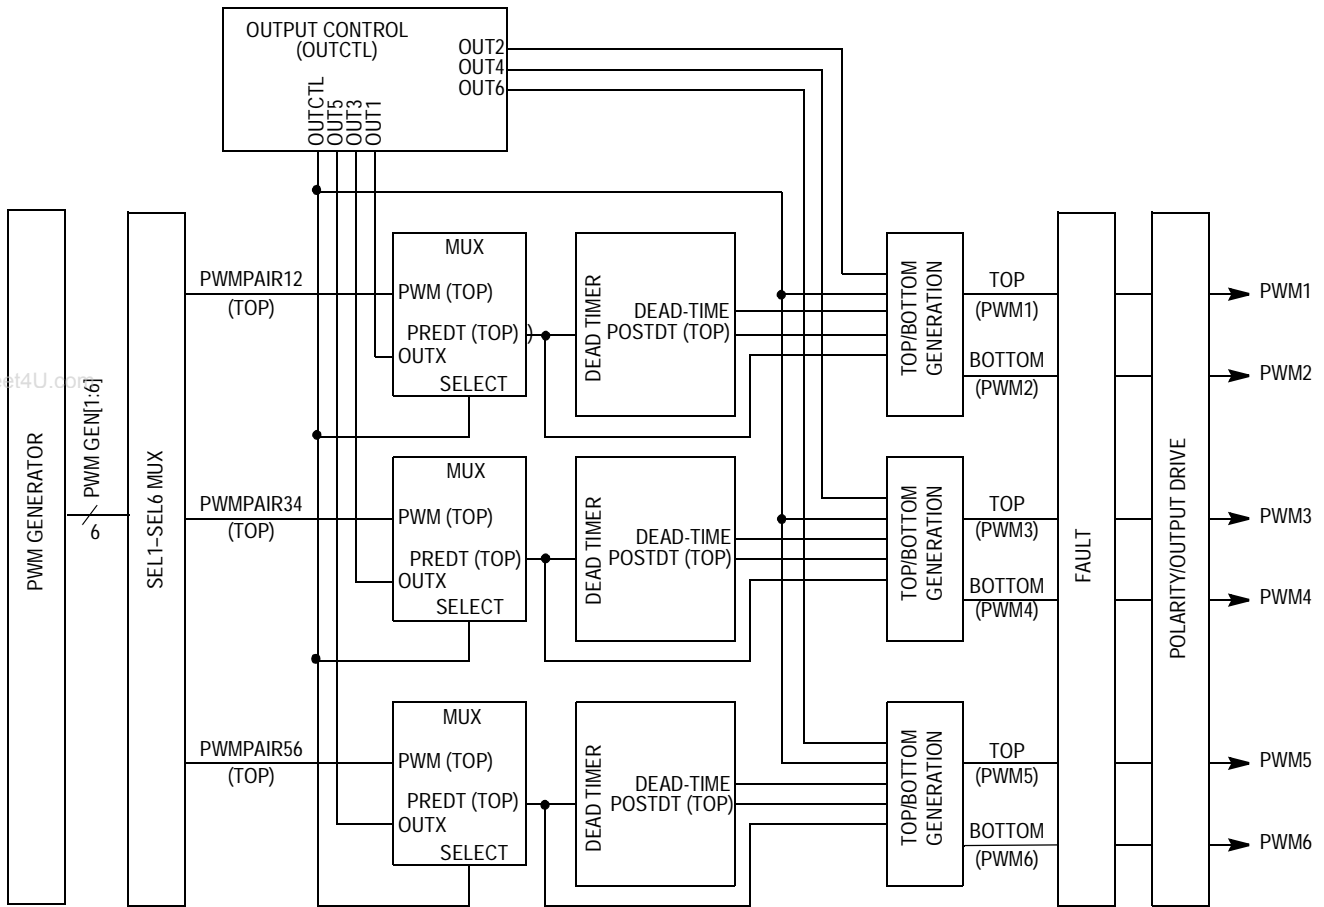 OUTPUT CONTROL
(OUTCTL)
OUT2
OUT4
OUT6
OUTCTL
OUT5
OUT3
OUT1
PWM GENERATOR
PWM GEN[1:6]
6
SEL1–SEL6 MUX
PWMPAIR12
(TOP)
MUX
PWM (TOP)
PREDT (TOP) )
OUTX
SELECT
DEAD TIMER
DEAD-TIME
POSTDT (TOP)
TOP/BOTTOM
GENERATION
TOP
(PWM1)
BOTTOM
(PWM2)
PWM1
PWM2
PWMPAIR34
(TOP)
MUX
PWM (TOP)
PREDT (TOP)
OUTX
SELECT
DEAD TIMER
DEAD-TIME
POSTDT (TOP)
TOP/BOTTOM
GENERATION
TOP
(PWM3)
BOTTOM
(PWM4)
PWM3
PWM4
PWMPAIR56
(TOP)
MUX
PWM (TOP)
PREDT (TOP)
OUTX
SELECT
DEAD TIMER
DEAD-TIME
POSTDT (TOP)
TOP/BOTTOM
GENERATION
TOP
(PWM5)
BOTTOM
(PWM6)
PWM5
PWM6
FAULT
POLARITY/OUTPUT DRIVE
et4U.com